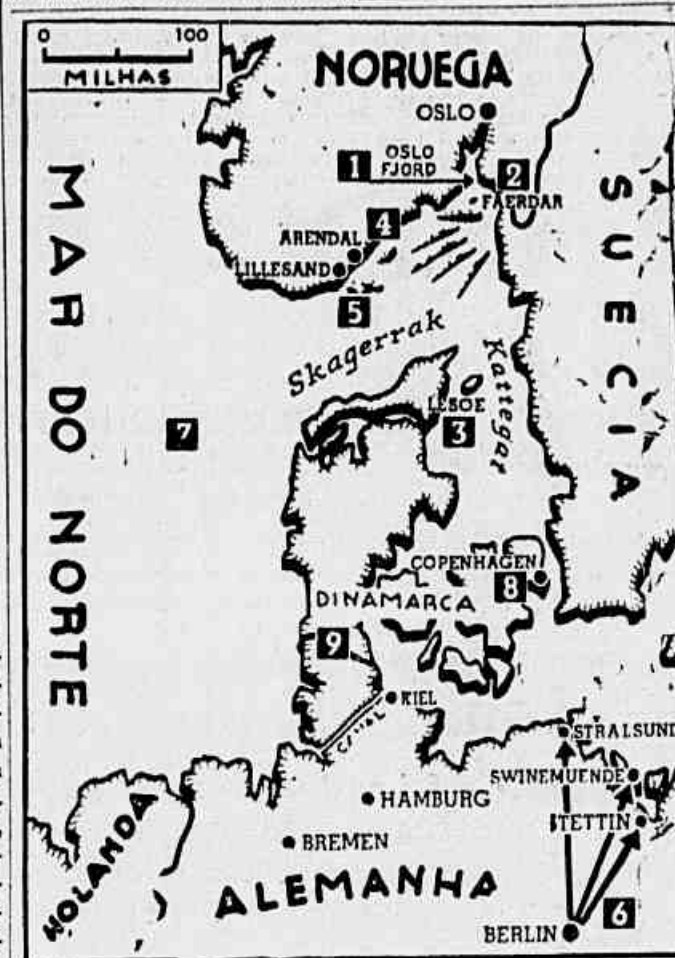 0 100
MILHAS
NORUEGA
OSLO
1
OSLO
FJORD
2
FAERDAR
SUECIA
MAR DO NORTE
4
ARENDAL
LILLESAND
5
Skagerrak
Kattegat
LESOE
3
7
COPENHAGEN
8
DINAMARCA
9
KIEL
CANAL
STRALSUND
SWINEMUENDE
TETTIN
HAMBURG
BREMEN
HOLANDA
ALEMANHA
6
BERLIN